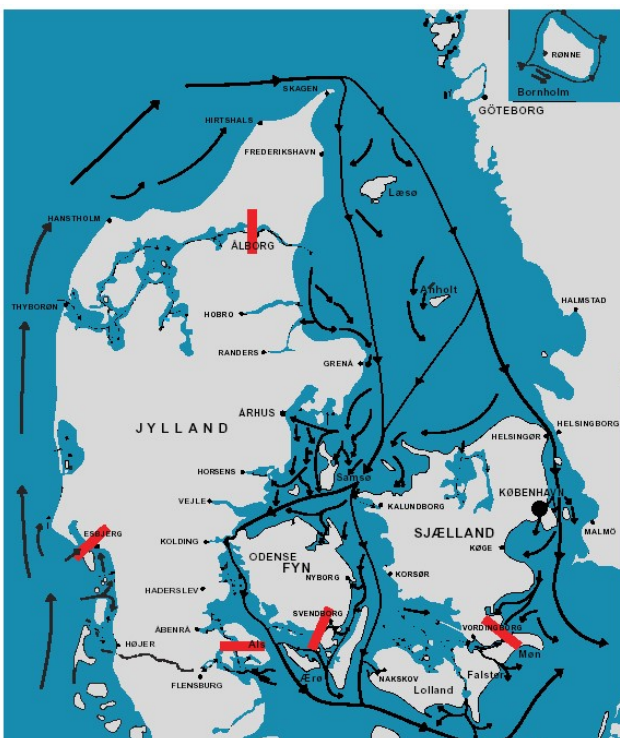 RØNNE
Bornholm
SKAGEN
GÖTEBORG
HIRTSHALS
FREDERIKSHAVN
Læsø
HANSTHOLM
ÅLBORG
Anholt
THYBORØN
HALMSTAD
HOBRO
RANDERS
GRENÅ
ÅRHUS
JYLLAND
HELSINGBORG
HELSINGØR
HORSENS
Samsø
VEJLE
KALUNDBORG
KØBENHAVN
ESBJERG
SJÆLLAND
MALMÖ
KOLDING
ODENSE
KØGE
FYN
NYBORG
KORSØR
HADERSLEV
SVENDBORG
VORDINGBORG
ÅBENRÅ
HØJER
Als
Møn
FLENSBURG
Ærø
NAKSKOV
Falster
Lolland